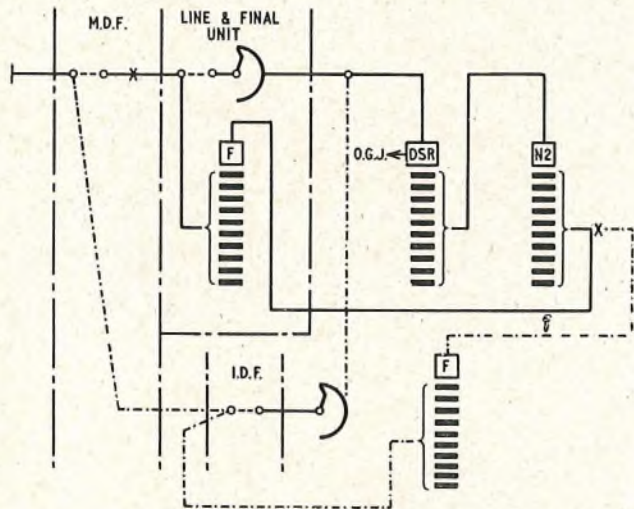 M.D.F.
LINE & FINAL
UNIT
F
O.G.J.
DSR
N2
F
I.D.F.